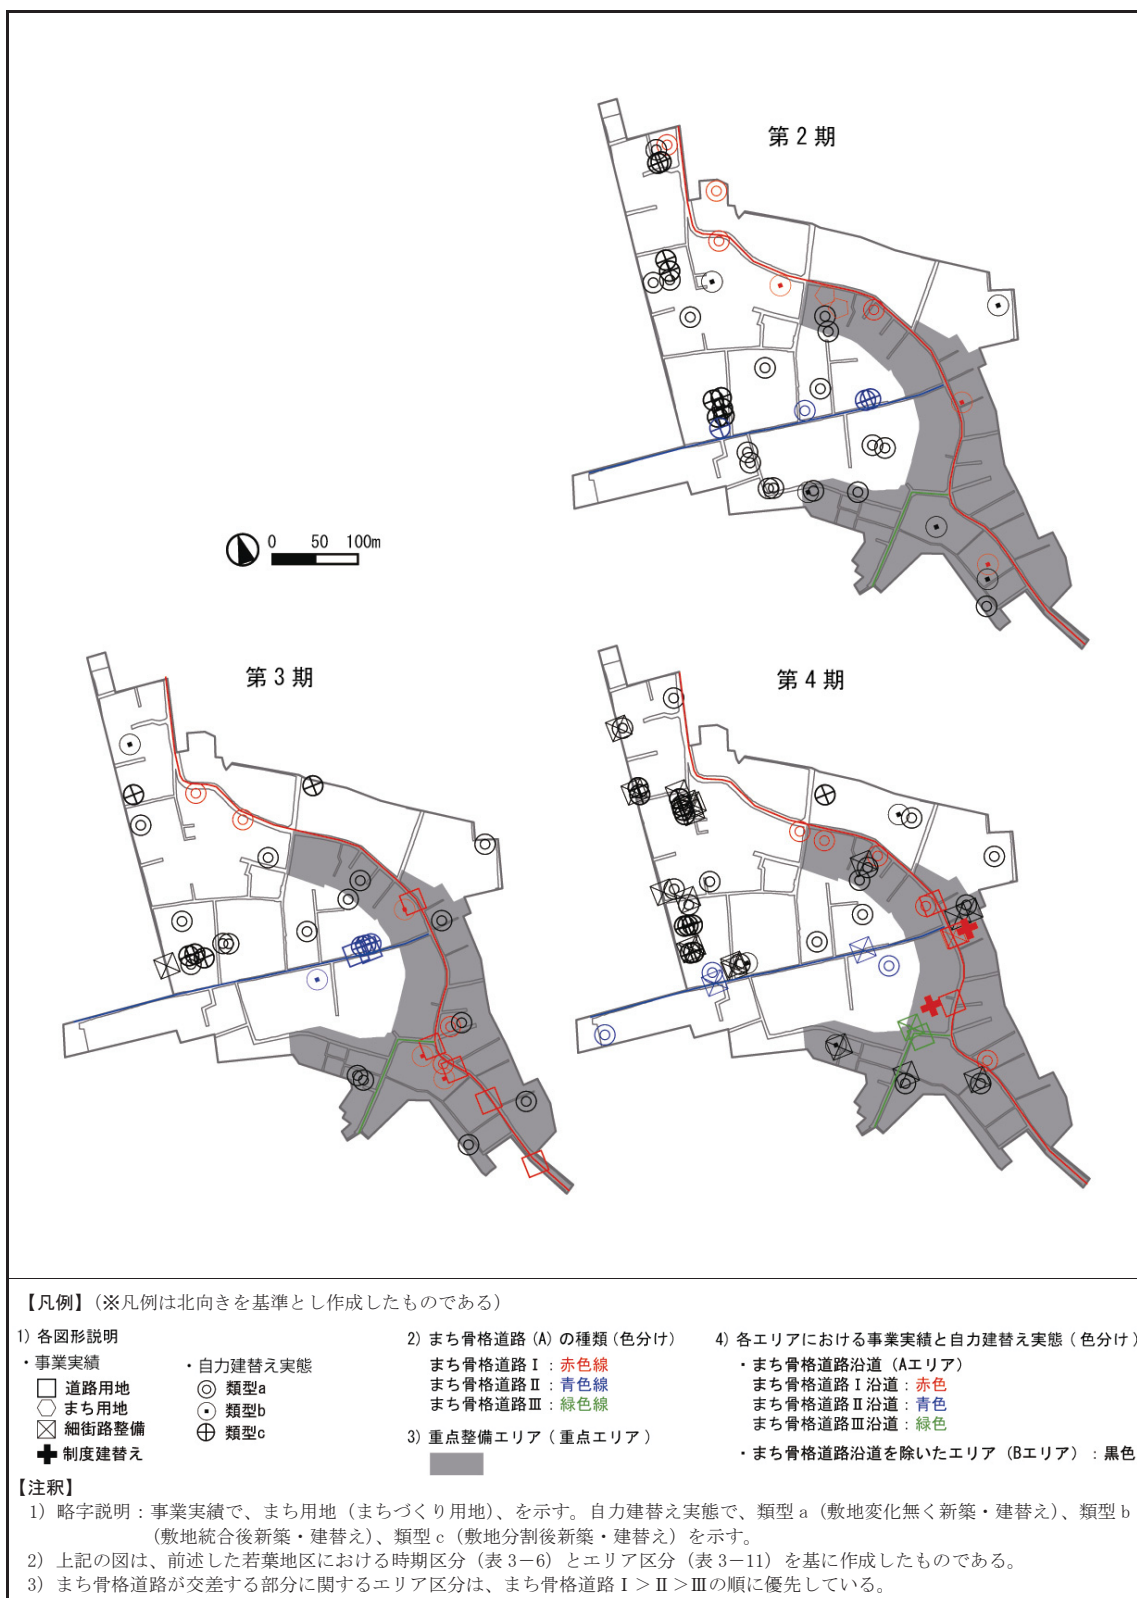 第2期
0 50 100m
第3期
第4期
【凡例】(※凡例は北向きを基準とし作成したものである)
1) 各図形説明
・事業実績
道路用地
まち用地
細街路整備
制度建替え
・自力建替え実態
類型a
類型b
類型c
2) まち骨格道路(A)の種類(色分け)
まち骨格道路Ⅰ：赤色線
まち骨格道路Ⅱ：青色線
まち骨格道路Ⅲ：緑色線
3) 重点整備エリア(重点エリア)
4) 各エリアにおける事業実績と自力建替え実態(色分け)
・まち骨格道路沿道(Aエリア)
まち骨格道路Ⅰ沿道：赤色
まち骨格道路Ⅱ沿道：青色
まち骨格道路Ⅲ沿道：緑色
・まち骨格道路沿道を除いたエリア(Bエリア)：黒色
【注釈】
1) 略字説明：事業実績で、まち用地(まちづくり用地)、を示す。自力建替え実態で、類型a(敷地変化無く新築・建替え)、類型b
(敷地統合後新築・建替え)、類型c(敷地分割後新築・建替え)を示す。
2) 上記の図は、前述した若葉地区における時期区分(表3-6)とエリア区分(表3-11)を基に作成したものである。
3) まち骨格道路が交差する部分に関するエリア区分は、まち骨格道路Ⅰ＞Ⅱ＞Ⅲの順に優先している。